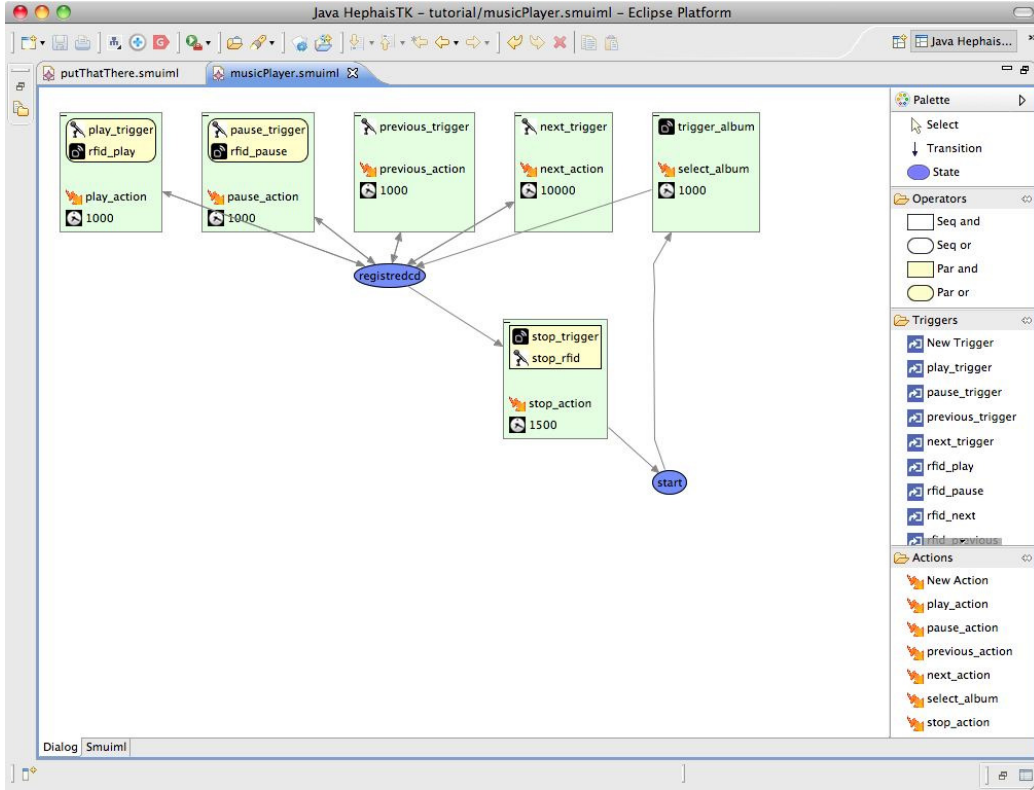 Java HephaisTK – tutorial/musicPlayer.smuiml – Eclipse Platform
Java Hephais...
putThatThere.smuiml
musicPlayer.smuiml
play_trigger
rfid_play
play_action
1000
pause_trigger
rfid_pause
pause_action
1000
previous_trigger
previous_action
1000
next_trigger
next_action
10000
trigger_album
select_album
1000
registredcd
stop_trigger
stop_rfid
stop_action
1500
start
Palette
Select
Transition
State
Operators
Seq and
Seq or
Par and
Par or
Triggers
New Trigger
play_trigger
pause_trigger
previous_trigger
next_trigger
rfid_play
rfid_pause
rfid_next
rfid_previous
Actions
New Action
play_action
pause_action
previous_action
next_action
select_album
stop_action
Dialog
Smuiml